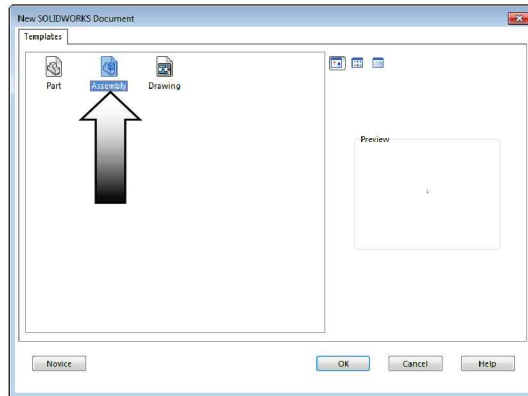 New SOLIDWORKS Document
Templates
Part Assembly Drawing
Preview
Novice OK Cancel Help